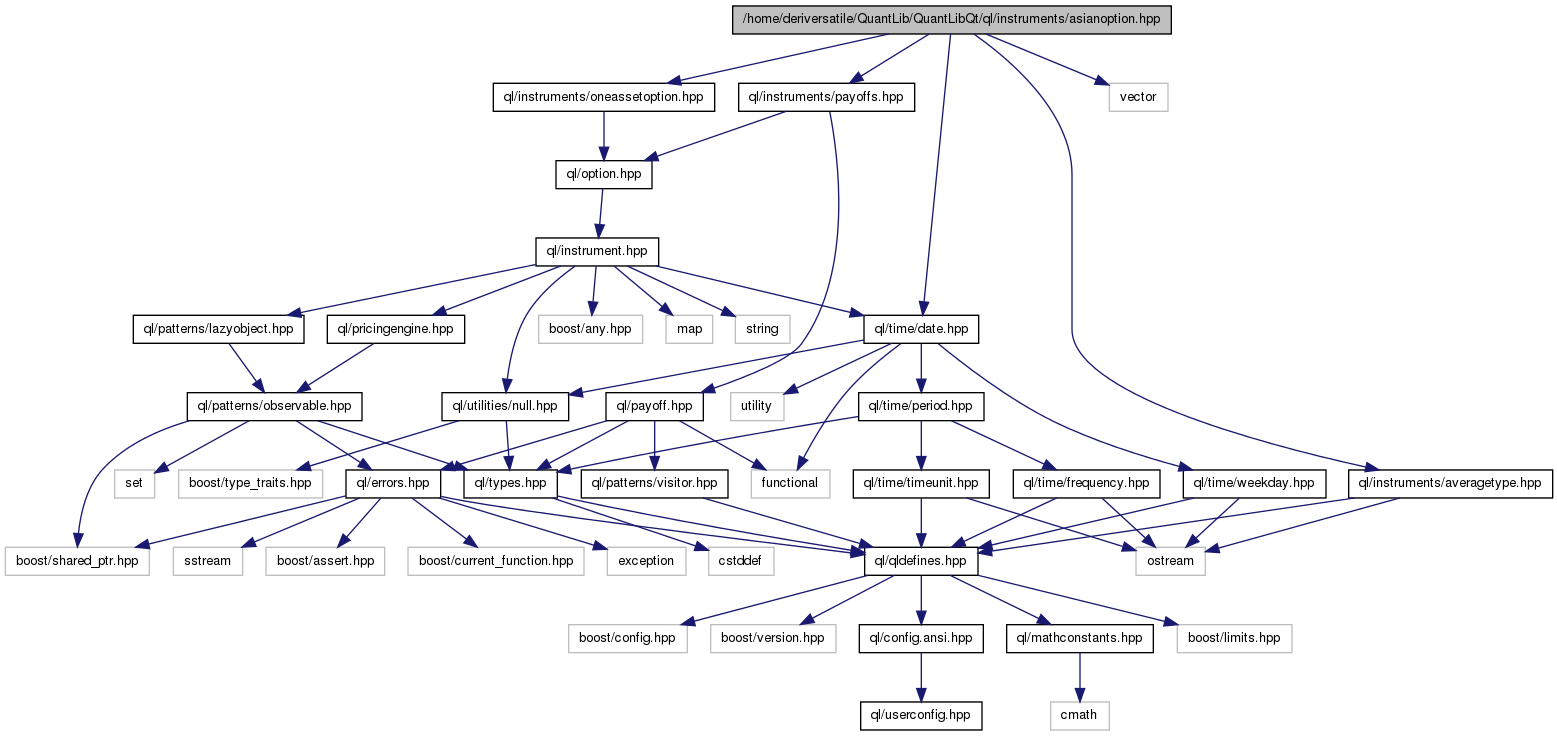 /home/deriversatile/QuantLib/QuantLibQt/ql/instruments/asianoption.hpp
ql/instruments/oneassetoption.hpp
ql/instruments/payoffs.hpp
vector
ql/option.hpp
ql/instrument.hpp
ql/patterns/lazyobject.hpp
ql/pricingengine.hpp
boost/any.hpp
map
string
ql/time/date.hpp
ql/patterns/observable.hpp
ql/utilities/null.hpp
ql/payoff.hpp
utility
ql/time/period.hpp
set
boost/type_traits.hpp
ql/errors.hpp
ql/types.hpp
ql/patterns/visitor.hpp
functional
ql/time/timeunit.hpp
ql/time/frequency.hpp
ql/time/weekday.hpp
ql/instruments/averagetype.hpp
boost/shared_ptr.hpp
sstream
boost/assert.hpp
boost/current_function.hpp
exception
cstddef
ql/qldefines.hpp
ostream
boost/config.hpp
boost/version.hpp
ql/config.ansi.hpp
ql/mathconstants.hpp
boost/limits.hpp
ql/userconfig.hpp
cmath